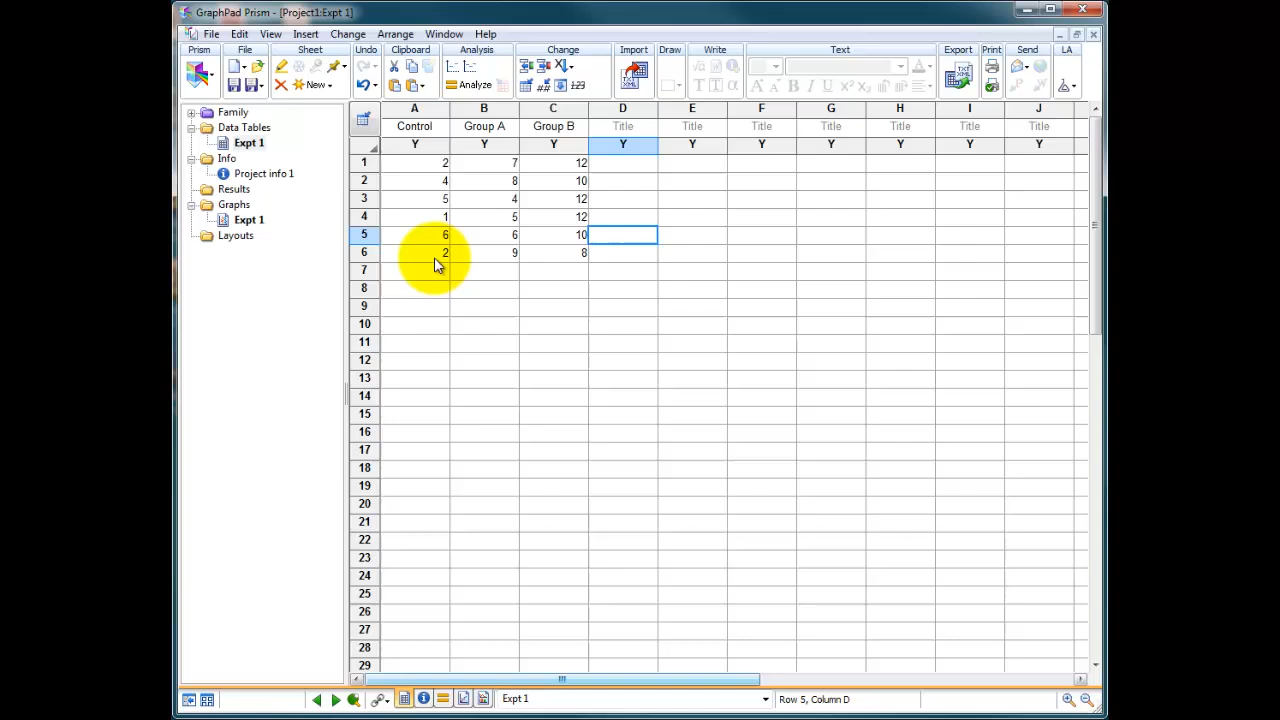 GraphPad Prism - [Project1:Expt 1]
File Edit View Insert Change Arrange Window Help
Prism File Sheet Undo Clipboard Analysis Change Import Draw Write Text Export Print Send LA
Analyze
New
Family
Data Tables
Expt 1
Info
Project info 1
Results
Graphs
Expt 1
Layouts
A B C D E F G H I J
Control Group A Group B Title Title Title Title Title Title Title
Y Y Y Y Y Y Y Y Y Y
1 2 7 12
2 4 8 10
3 5 4 12
4 1 5 12
5 6 6 10
6 2 9 8
7
8
9
10
11
12
13
14
15
16
17
18
19
20
21
22
23
24
25
26
27
28
29
Expt 1 Row 5, Column D